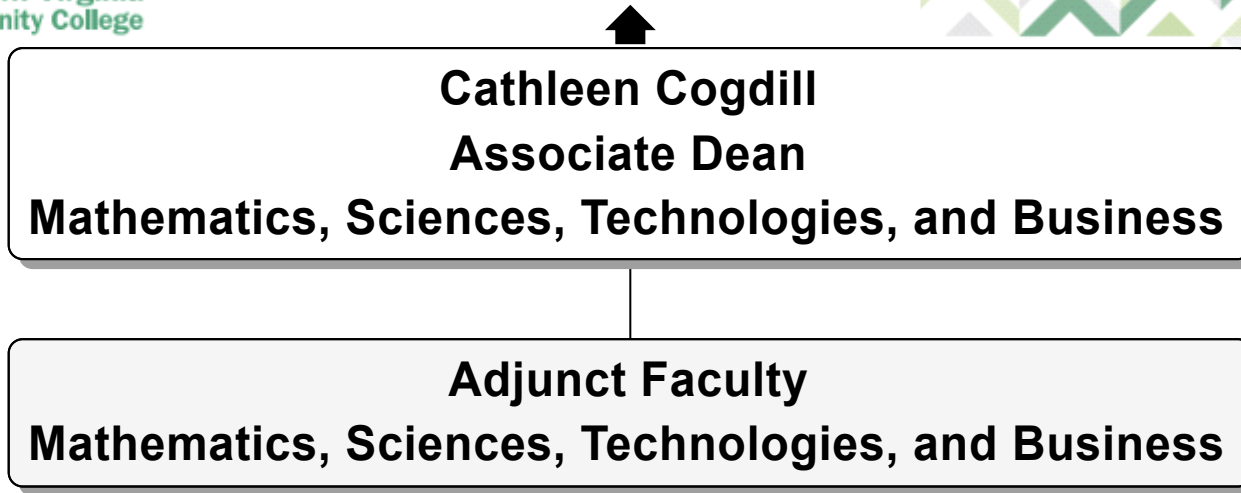 nity College
Cathleen Cogdill
Associate Dean
Mathematics, Sciences, Technologies, and Business
Adjunct Faculty
Mathematics, Sciences, Technologies, and Business